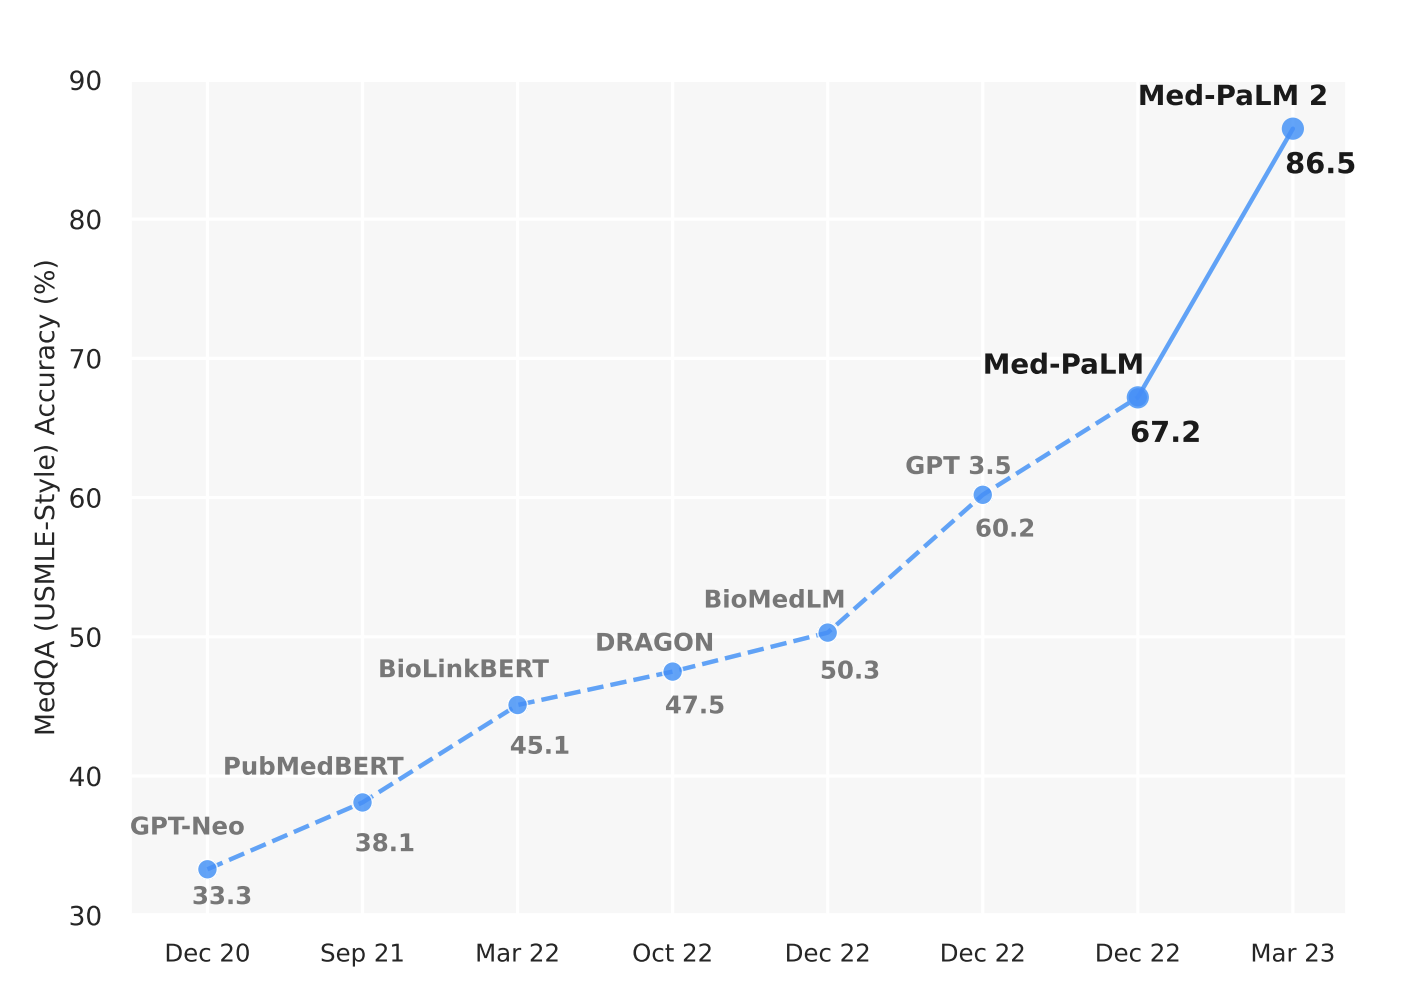 90
Med-PaLM 2
86.5
80
MedQA (USMLE-Style) Accuracy (%)
70
Med-PaLM
67.2
GPT 3.5
60
60.2
BioMedLM
50
DRAGON
50.3
BioLinkBERT
47.5
45.1
PubMedBERT
40
GPT-Neo
38.1
33.3
30
Dec 20 Sep 21 Mar 22 Oct 22 Dec 22 Dec 22 Dec 22 Mar 23